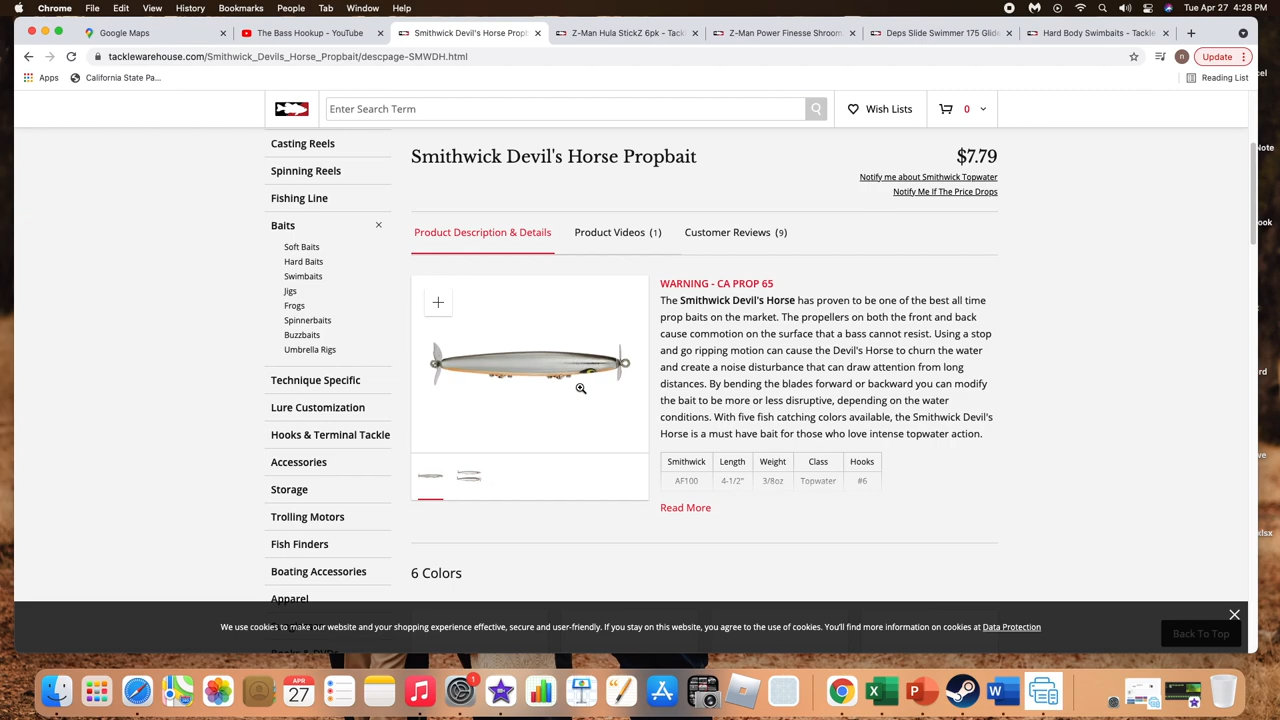 Chrome File Edit View History Bookmarks People Tab Window Help Tue Apr 27 4:28 PM
Google Maps The Bass Hookup - YouTube Smithwick Devil's Horse Propb Z-Man Hula StickZ 6pk - Tack Z-Man Power Finesse Shroom Deps Slide Swimmer 175 Glide Hard Body Swimbaits - Tackle
tacklewarehouse.com/Smithwick_Devils_Horse_Propbait/descpage-SMWDH.html n Update
Apps California State Pa... Reading List
Enter Search Term Wish Lists 0
Casting Reels
Spinning Reels
Fishing Line
Baits
Soft Baits
Hard Baits
Swimbaits
Jigs
Frogs
Spinnerbaits
Buzzbaits
Umbrella Rigs
Technique Specific
Lure Customization
Hooks & Terminal Tackle
Accessories
Storage
Trolling Motors
Fish Finders
Boating Accessories
Apparel
Smithwick Devil's Horse Propbait $7.79
Notify me about Smithwick Topwater
Notify Me If The Price Drops
Product Description & Details Product Videos (1) Customer Reviews (9)
WARNING - CA PROP 65
The Smithwick Devil's Horse has proven to be one of the best all time
prop baits on the market. The propellers on both the front and back
cause commotion on the surface that a bass cannot resist. Using a stop
and go ripping motion can cause the Devil's Horse to churn the water
and create a noise disturbance that can draw attention from long
distances. By bending the blades forward or backward you can modify
the bait to be more or less disruptive, depending on the water
conditions. With five fish catching colors available, the Smithwick Devil's
Horse is a must have bait for those who love intense topwater action.
Smithwick Length Weight Class Hooks
AF100 4-1/2" 3/8oz Topwater #6
Read More
6 Colors
We use cookies to make our website and your shopping experience effective, secure and user-friendly. If you stay on this website, you agree to the use of cookies. You'll find more information on cookies at Data Protection
Back To Top
APR
27
1
X
P
W